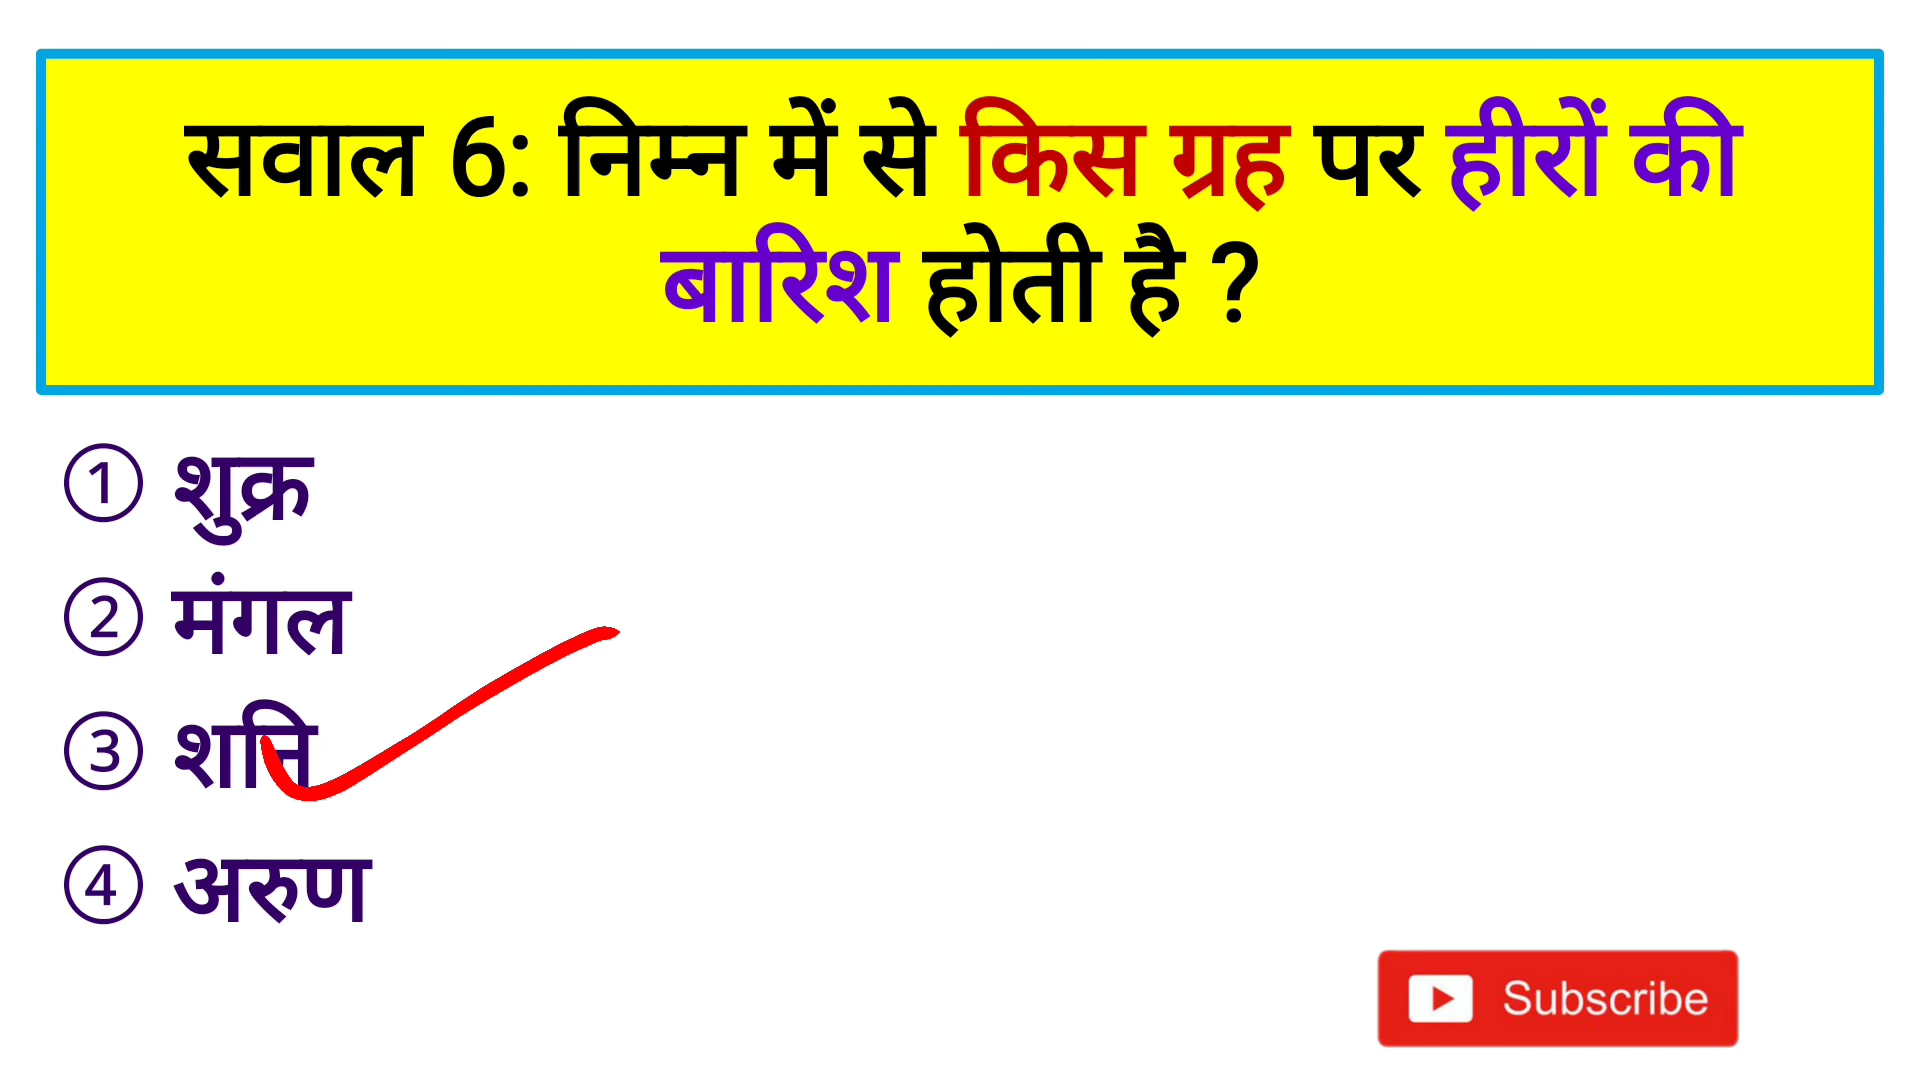 सवाल 6: निम्न में से किस ग्रह पर हीरों की
बारिश होती है ?
① शुक्र
② मंगल
③ शनि
④ अरुण
Subscribe